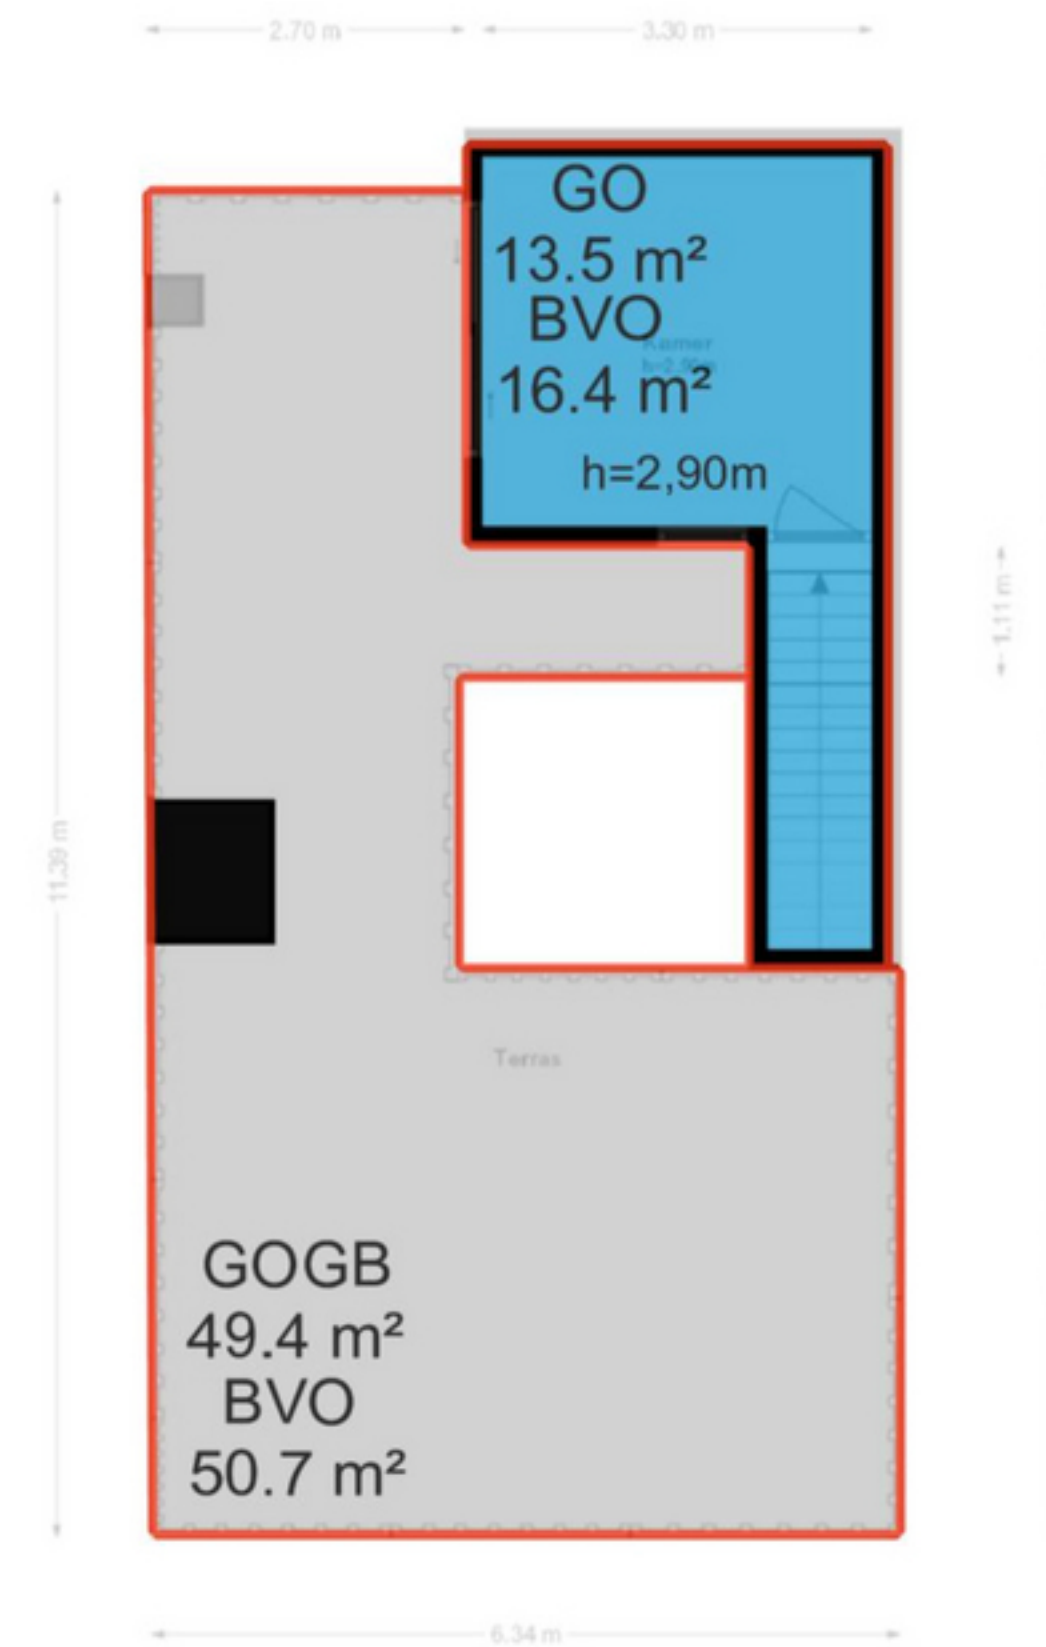 2.70 m
3.30 m
GO
13.5 m²
BVO
Kamer
16.4 m²
h=2,90m
1.11 m
11.39 m
Terras
GOGB
49.4 m²
BVO
50.7 m²
6.34 m